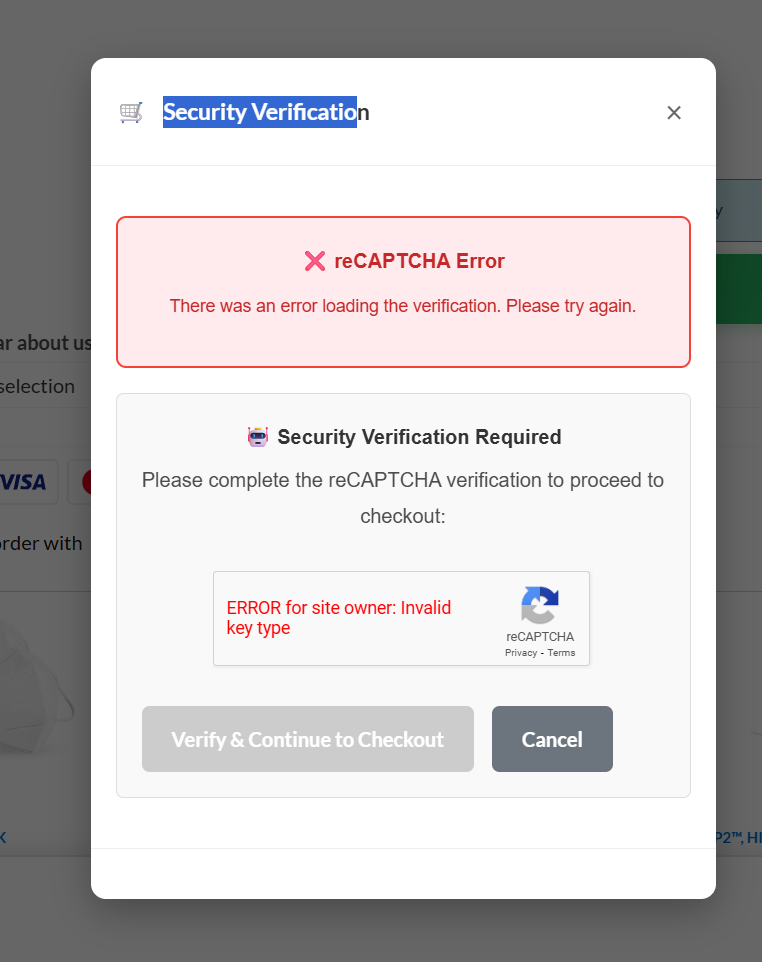 Security Verification
×
y
reCAPTCHA Error
There was an error loading the verification. Please try again.
ar about us
selection
Security Verification Required
Please complete the reCAPTCHA verification to proceed to
checkout:
VISA
order with
ERROR for site owner: Invalid
key type
reCAPTCHA
Privacy - Terms
Verify & Continue to Checkout
Cancel
K
P2™, HI